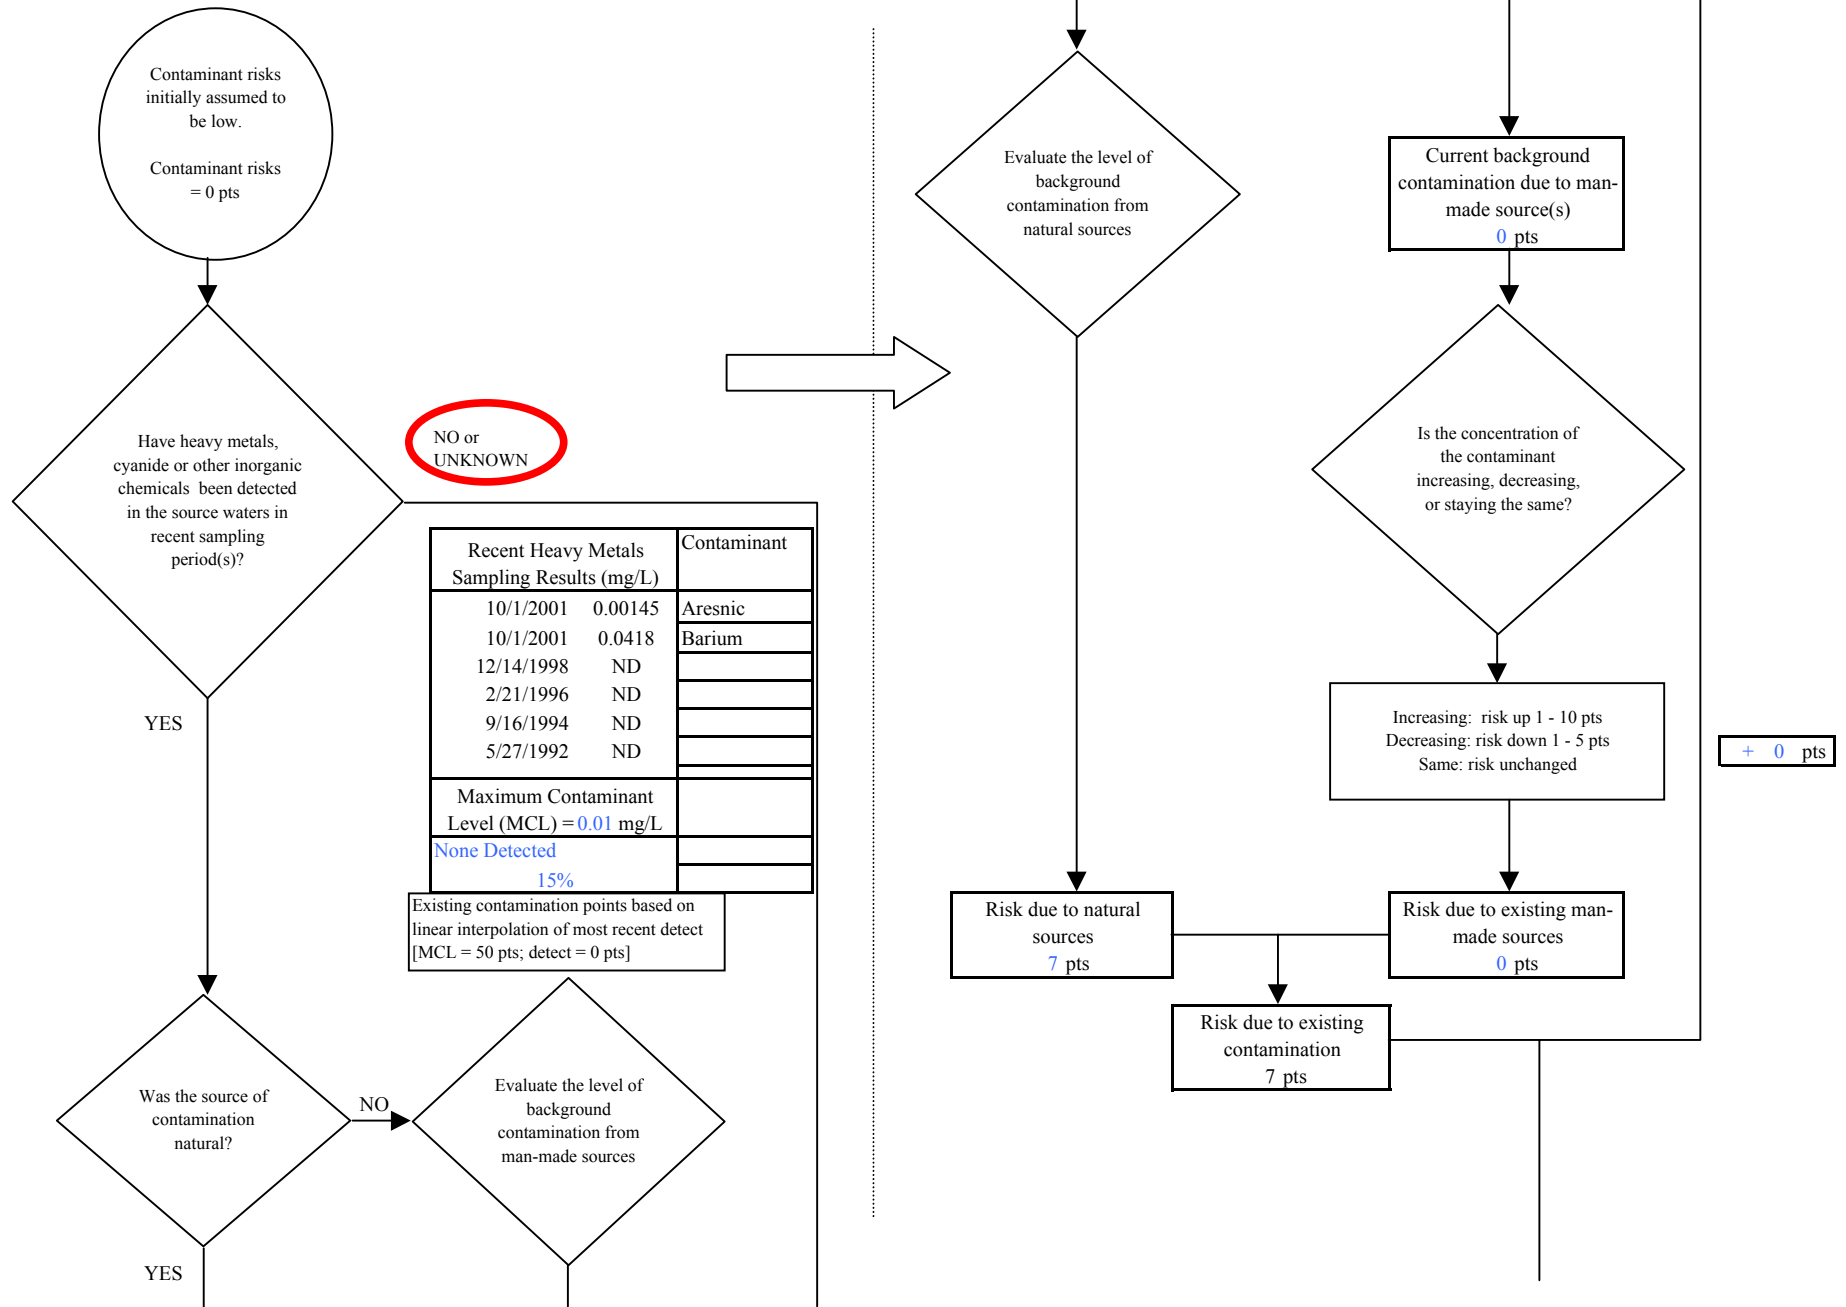 Contaminant risks
initially assumed to
be low.
Contaminant risks
= 0 pts
Have heavy metals,
cyanide or other inorganic
chemicals been detected
in the source waters in
recent sampling
period(s)?
NO or
UNKNOWN
YES
Recent Heavy Metals
Sampling Results (mg/L)
Contaminant
10/1/2001 0.00145 Aresnic
10/1/2001 0.0418 Barium
12/14/1998 ND
2/21/1996 ND
9/16/1994 ND
5/27/1992 ND
Maximum Contaminant
Level (MCL) = 0.01 mg/L
None Detected
15%
Existing contamination points based on
linear interpolation of most recent detect
[MCL = 50 pts; detect = 0 pts]
Was the source of
contamination
natural?
NO
YES
Evaluate the level of
background
contamination from
man-made sources
Evaluate the level of
background
contamination from
natural sources
Current background
contamination due to man-
made source(s)
0 pts
Is the concentration of
the contaminant
increasing, decreasing,
or staying the same?
Increasing: risk up 1 - 10 pts
Decreasing: risk down 1 - 5 pts
Same: risk unchanged
+ 0 pts
Risk due to natural
sources
7 pts
Risk due to existing man-
made sources
0 pts
Risk due to existing
contamination
7 pts